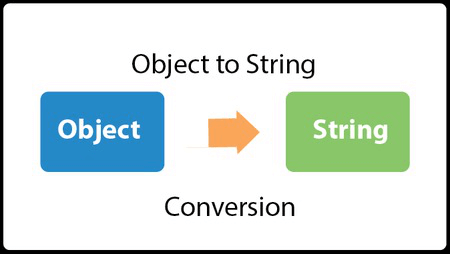 Object to String
Object
String
Conversion